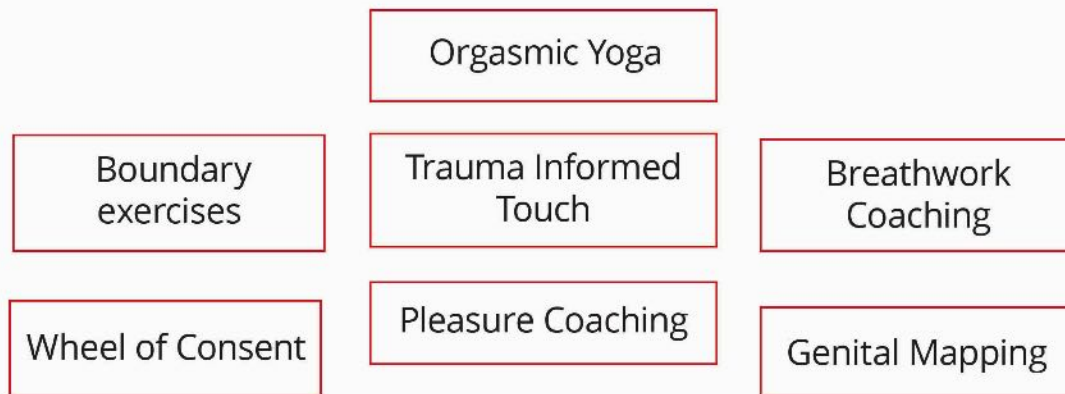 Orgasmic Yoga
Boundary
exercises
Trauma Informed
Touch
Breathwork
Coaching
Wheel of Consent
Pleasure Coaching
Genital Mapping